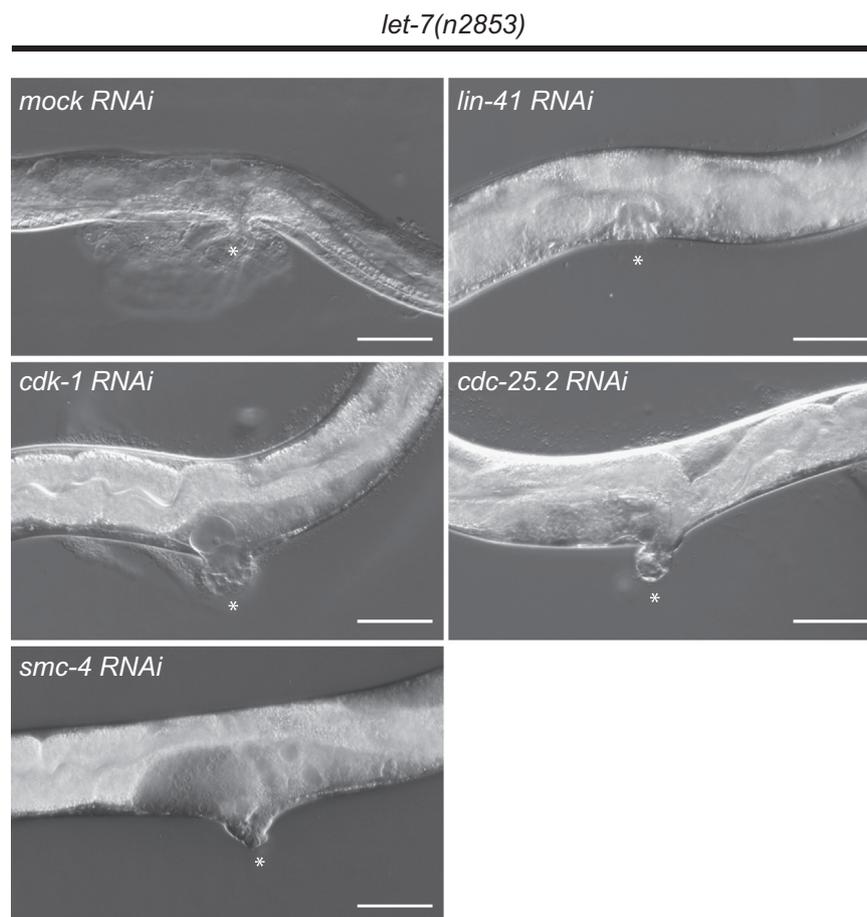 let-7(n2853)
mock RNAi
lin-41 RNAi
*
*
cdk-1 RNAi
cdc-25.2 RNAi
*
*
smc-4 RNAi
*